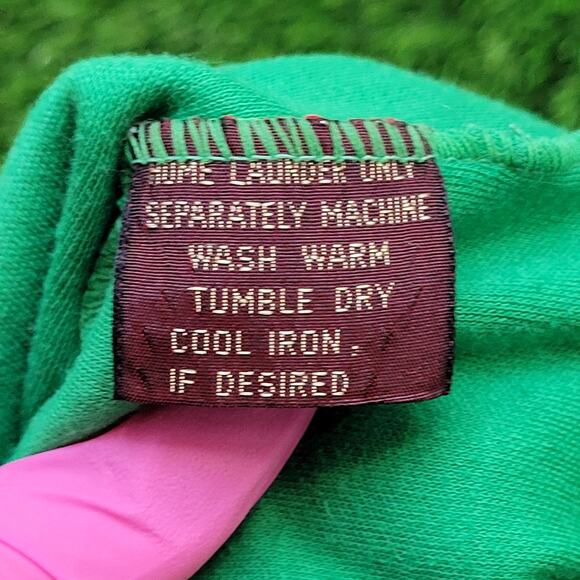 HOME LAUNDER ONLY
SEPARATELY MACHINE
WASH WARM
TUMBLE DRY
COOL IRON.
IF DESIRED